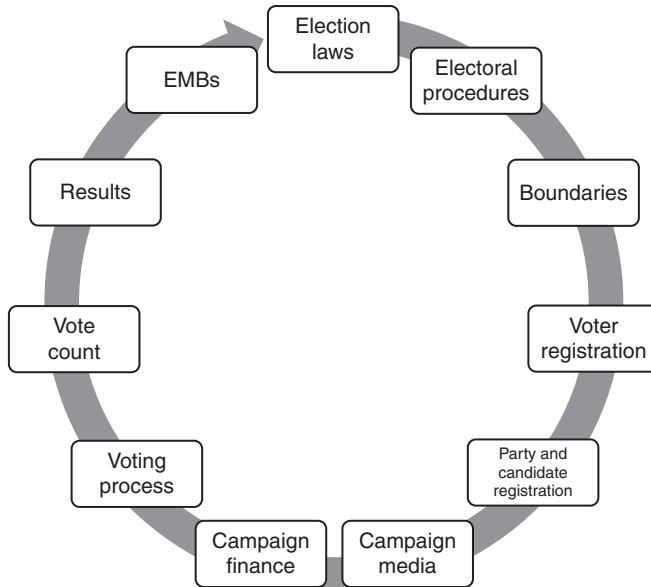 Election
laws
Electoral
procedures
Boundaries
Voter
registration
Party and
candidate
registration
Campaign
media
Campaign
finance
Voting
process
Vote
count
Results
EMBs